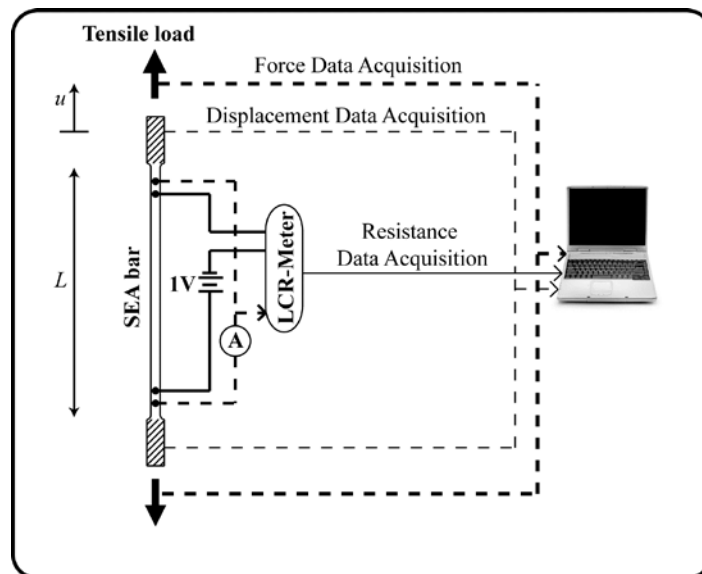 Tensile load
Force Data Acquisition
u
Displacement Data Acquisition
Resistance
Data Acquisition
L
SEA bar
1V
LCR-Meter
A